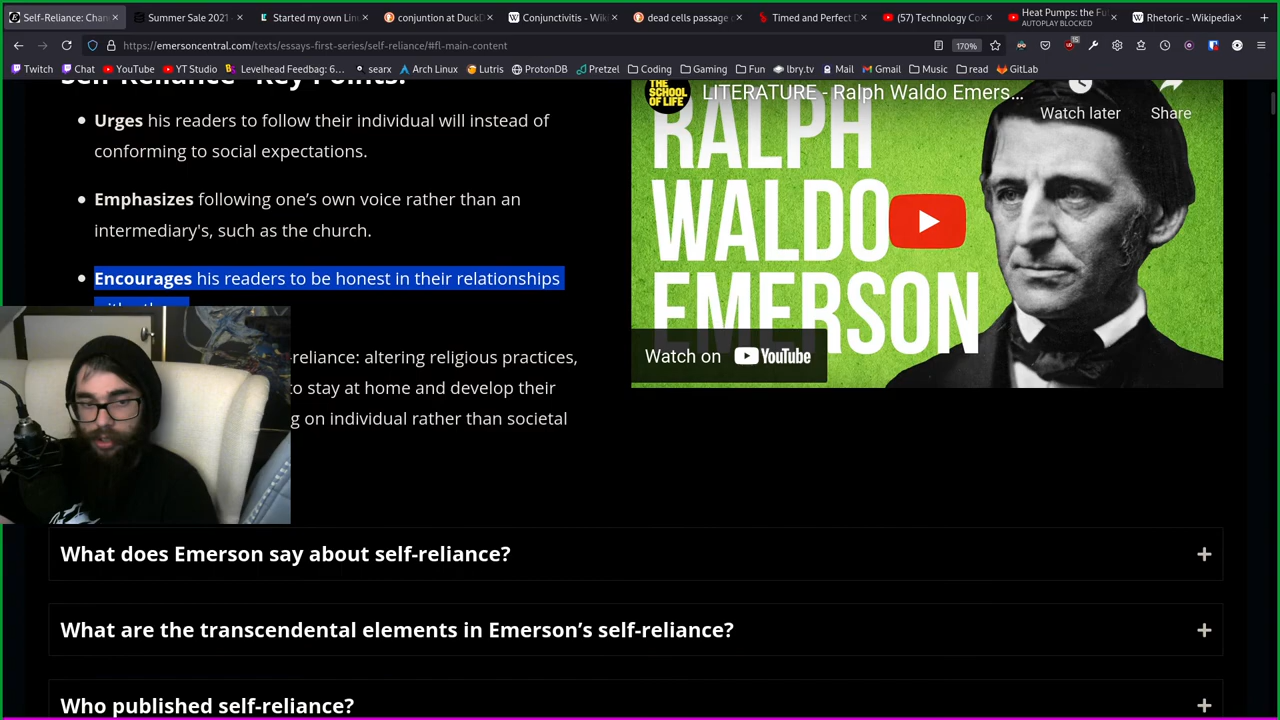 Self-Reliance: Chan
Summer Sale 2021
Started my own Lin
conjuntion at DuckD
Conjunctivitis - Wiki
dead cells passage
Timed and Perfect D
(57) Technology Con
Heat Pumps: the Fu
AUTOPLAY BLOCKED
Rhetoric - Wikipedia
https://emersoncentral.com/texts/essays-first-series/self-reliance/#fl-main-content
170%
15
Twitch
Chat
YouTube
YT Studio
Levelhead Feedbag: 6…
searx
Arch Linux
Lutris
ProtonDB
Pretzel
Coding
Gaming
Fun
lbry.tv
Mail
Gmail
Music
read
GitLab
Self-Reliance - Key Points:
Urges his readers to follow their individual will instead of
conforming to social expectations.
Emphasizes following one’s own voice rather than an
intermediary's, such as the church.
Encourages his readers to be honest in their relationships
-reliance: altering religious practices,
to stay at home and develop their
g on individual rather than societal
THE
SCHOOL
OF LIFE
LITERATURE - Ralph Waldo Emers…
Watch later
Share
RALPH
WALDO
EMERSON
Watch on YouTube
What does Emerson say about self-reliance?
What are the transcendental elements in Emerson’s self-reliance?
Who published self-reliance?